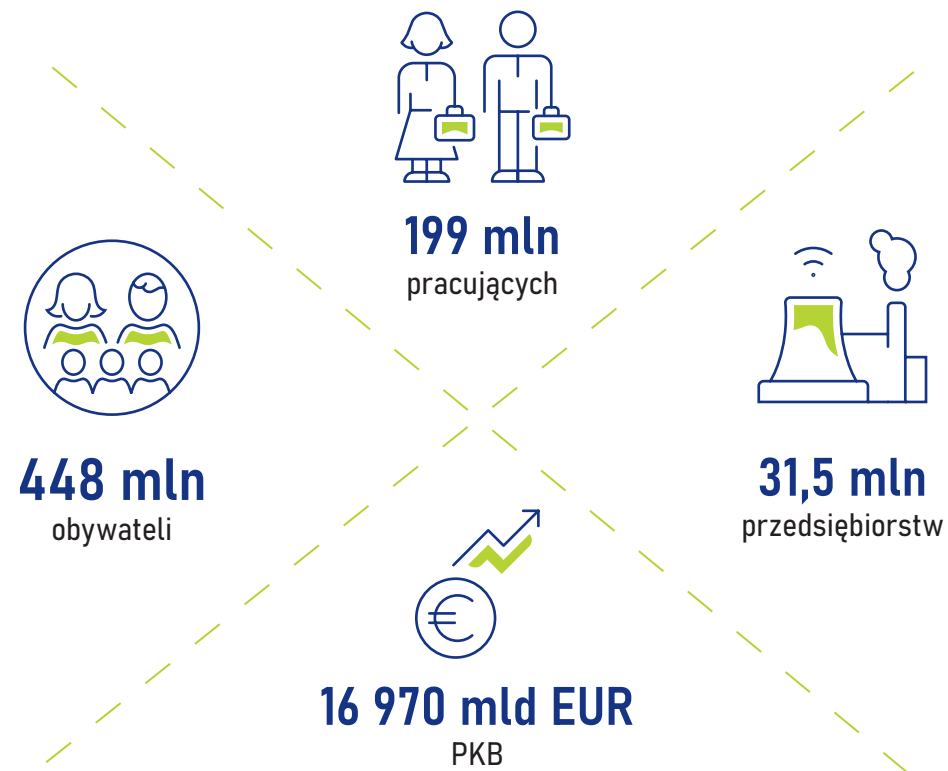 199 mln
pracujących
448 mln
obywateli
31,5 mln
przedsiębiorstw
16 970 mld EUR
PKB